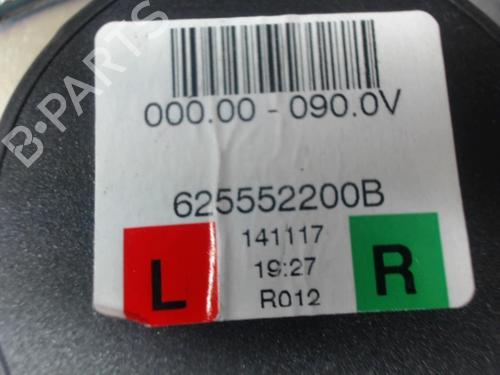 B-PARTS
000.00 - 090.0V
625552200B
141117
19:27
R012
L
R